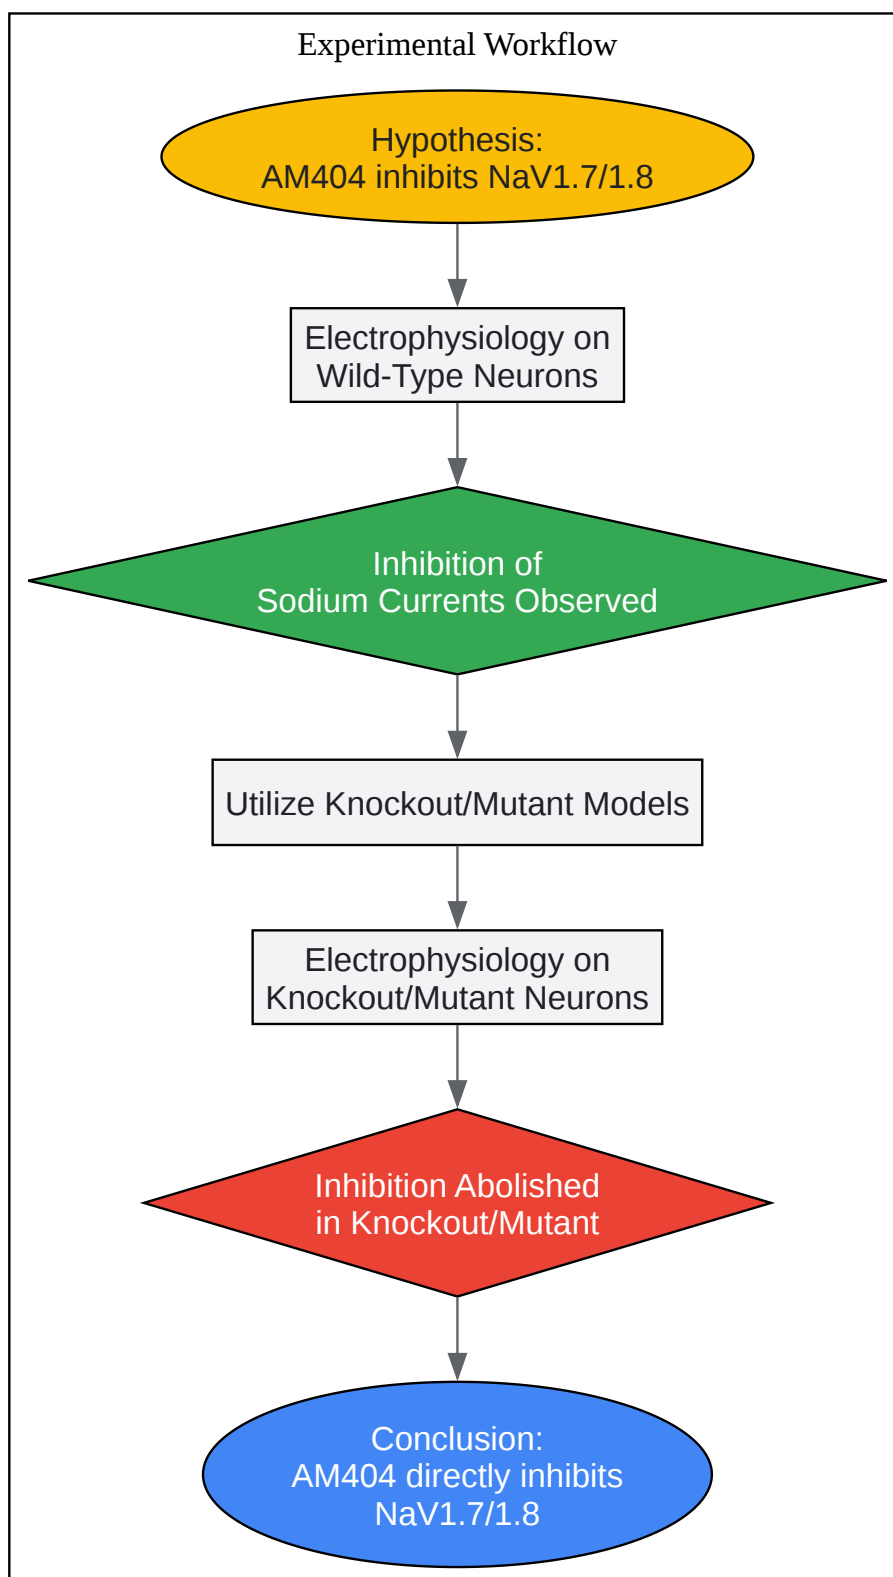 Experimental Workflow
Hypothesis:
AM404 inhibits NaV1.7/1.8
Electrophysiology on
Wild-Type Neurons
Inhibition of
Sodium Currents Observed
Utilize Knockout/Mutant Models
Electrophysiology on
Knockout/Mutant Neurons
Inhibition Abolished
in Knockout/Mutant
Conclusion:
AM404 directly inhibits
NaV1.7/1.8